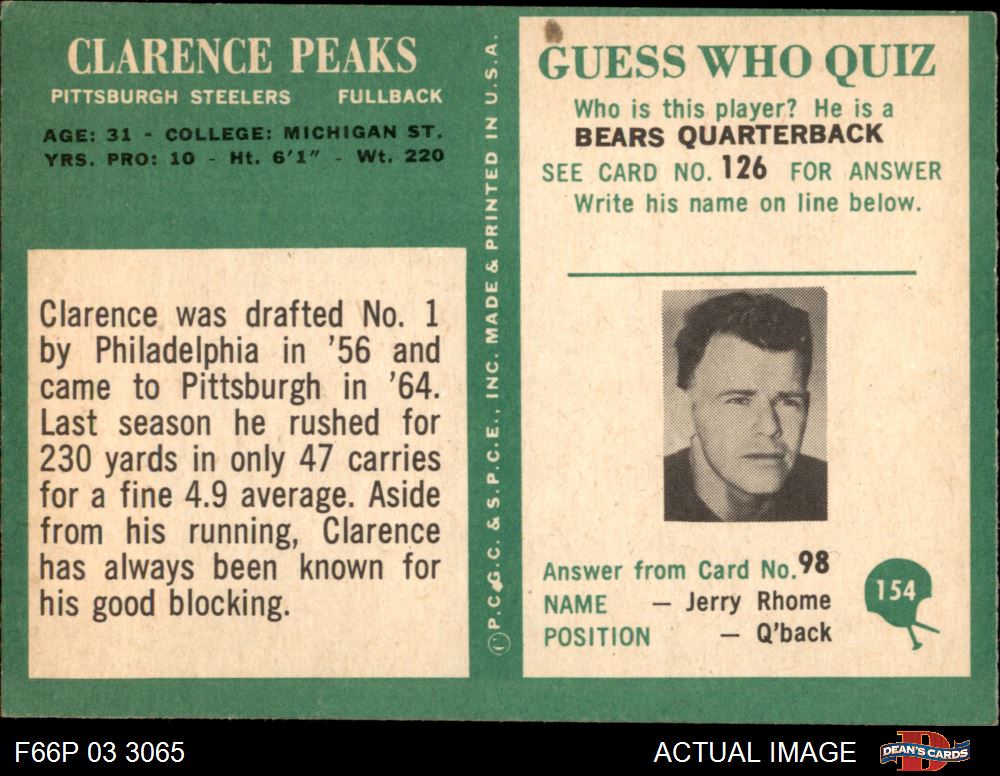 CLARENCE PEAKS
PITTSBURGH STEELERS FULLBACK
AGE: 31 - COLLEGE: MICHIGAN ST.
YRS. PRO: 10 - Ht. 6'1" - Wt. 220
Clarence was drafted No. 1
by Philadelphia in '56 and
came to Pittsburgh in '64.
Last season he rushed for
230 yards in only 47 carries
for a fine 4.9 average. Aside
from his running, Clarence
has always been known for
his good blocking.
© P.C.G.C. & S.P.C.E., INC. MADE & PRINTED IN U.S.A.
GUESS WHO QUIZ
Who is this player? He is a
BEARS QUARTERBACK
SEE CARD NO. 126 FOR ANSWER
Write his name on line below.
Answer from Card No. 98
NAME — Jerry Rhome
POSITION — Q'back
154
F66P 03 3065
ACTUAL IMAGE
D
DEAN'S CARDS